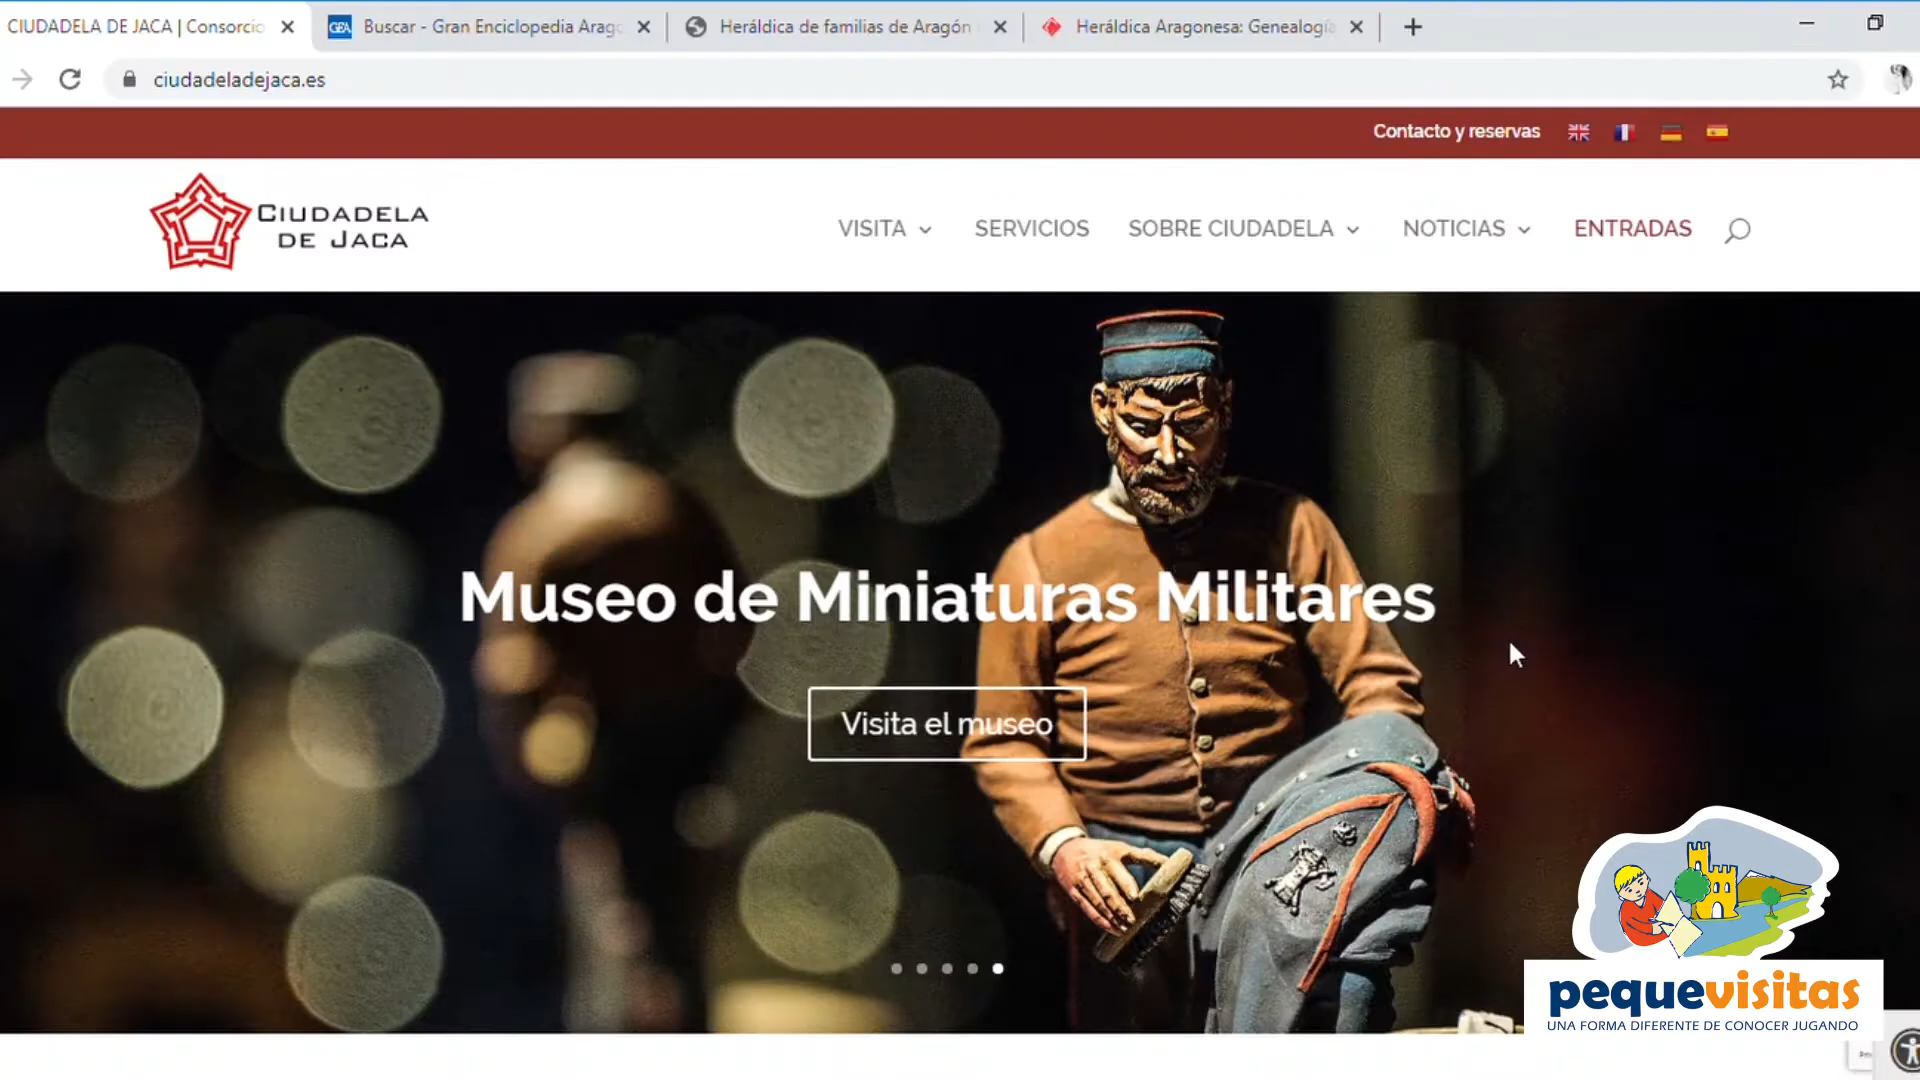 CIUDADELA DE JACA | Consorcio
GEA
Buscar - Gran Enciclopedia Arago
Heráldica de familias de Aragón
Heráldica Aragonesa: Genealogía
ciudadeladejaca.es
Contacto y reservas
CIUDADELA
DE JACA
VISITA
SERVICIOS
SOBRE CIUDADELA
NOTICIAS
ENTRADAS
Museo de Miniaturas Militares
Visita el museo
pequevisitas
UNA FORMA DIFERENTE DE CONOCER JUGANDO